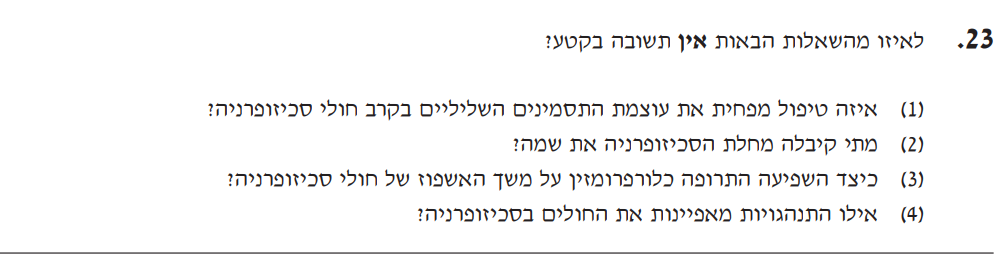 23. לאיזו מהשאלות הבאות אין תשובה בקטע?
(1) איזה טיפול מפחית את עוצמת התסמינים השליליים בקרב חולי סכיזופרניה?
(2) מתי קיבלה מחלת הסכיזופרניה את שמה?
(3) כיצד השפיעה התרופה כלורפרומזין על משך האשפוז של חולי סכיזופרניה?
(4) אילו התנהגויות מאפיינות את החולים בסכיזופרניה?